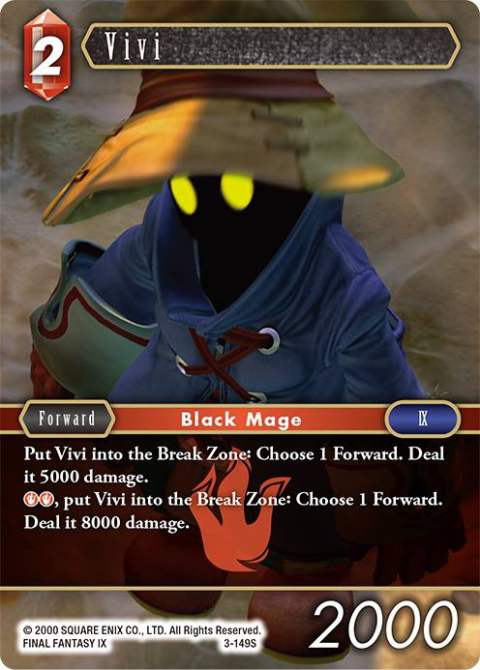 2
Vivi
Forward
Black Mage
IX
Put Vivi into the Break Zone: Choose 1 Forward. Deal
it 5000 damage.
, put Vivi into the Break Zone: Choose 1 Forward.
Deal it 8000 damage.
© 2000 SQUARE ENIX CO., LTD. All Rights Reserved.
FINAL FANTASY IX
3-149S
2000